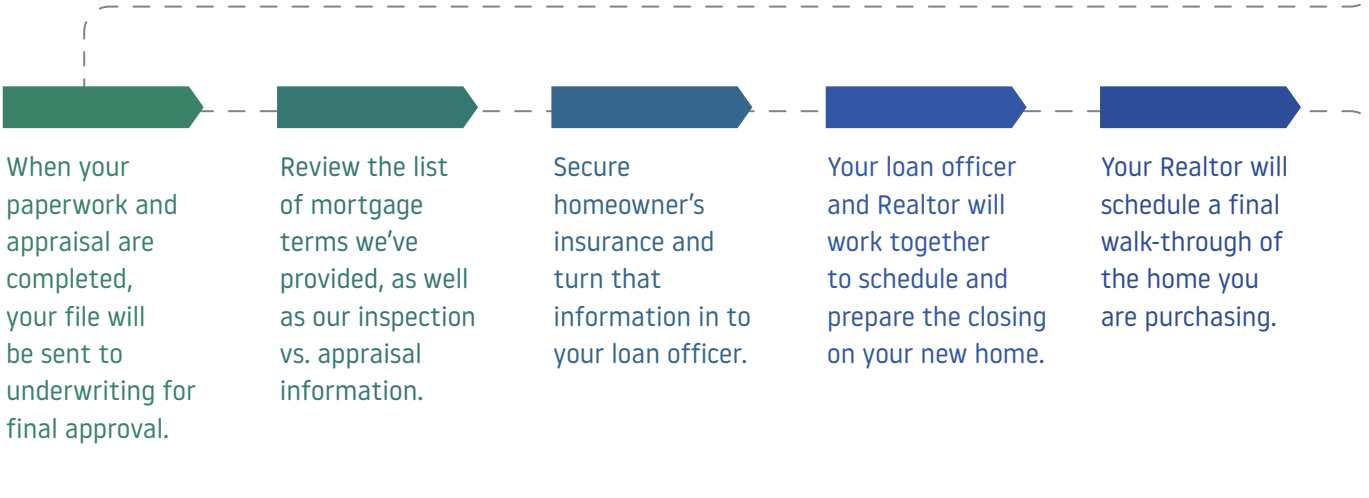 When your
paperwork and
appraisal are
completed,
your file will
be sent to
underwriting for
final approval.
Review the list
of mortgage
terms we've
provided, as well
as our inspection
vs. appraisal
information.
Secure
homeowner's
insurance and
turn that
information in to
your loan officer.
Your loan officer
and Realtor will
work together
to schedule and
prepare the closing
on your new home.
Your Realtor will
schedule a final
walk-through of
the home you
are purchasing.